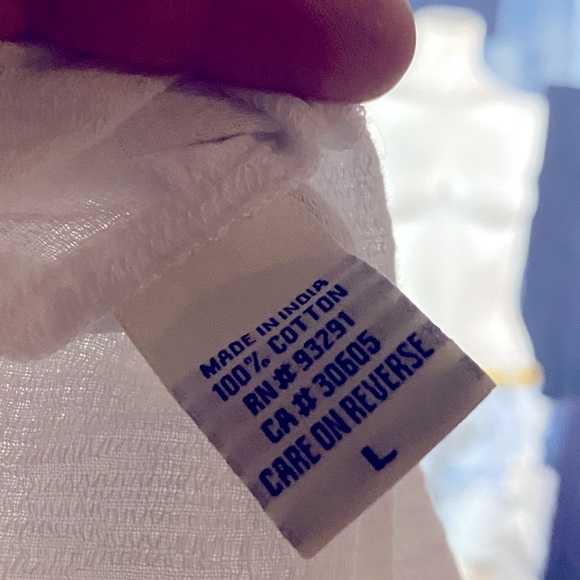 MADE IN INDIA
100% COTTON
RN # 93291
CA # 30605
CARE ON REVERSE
L